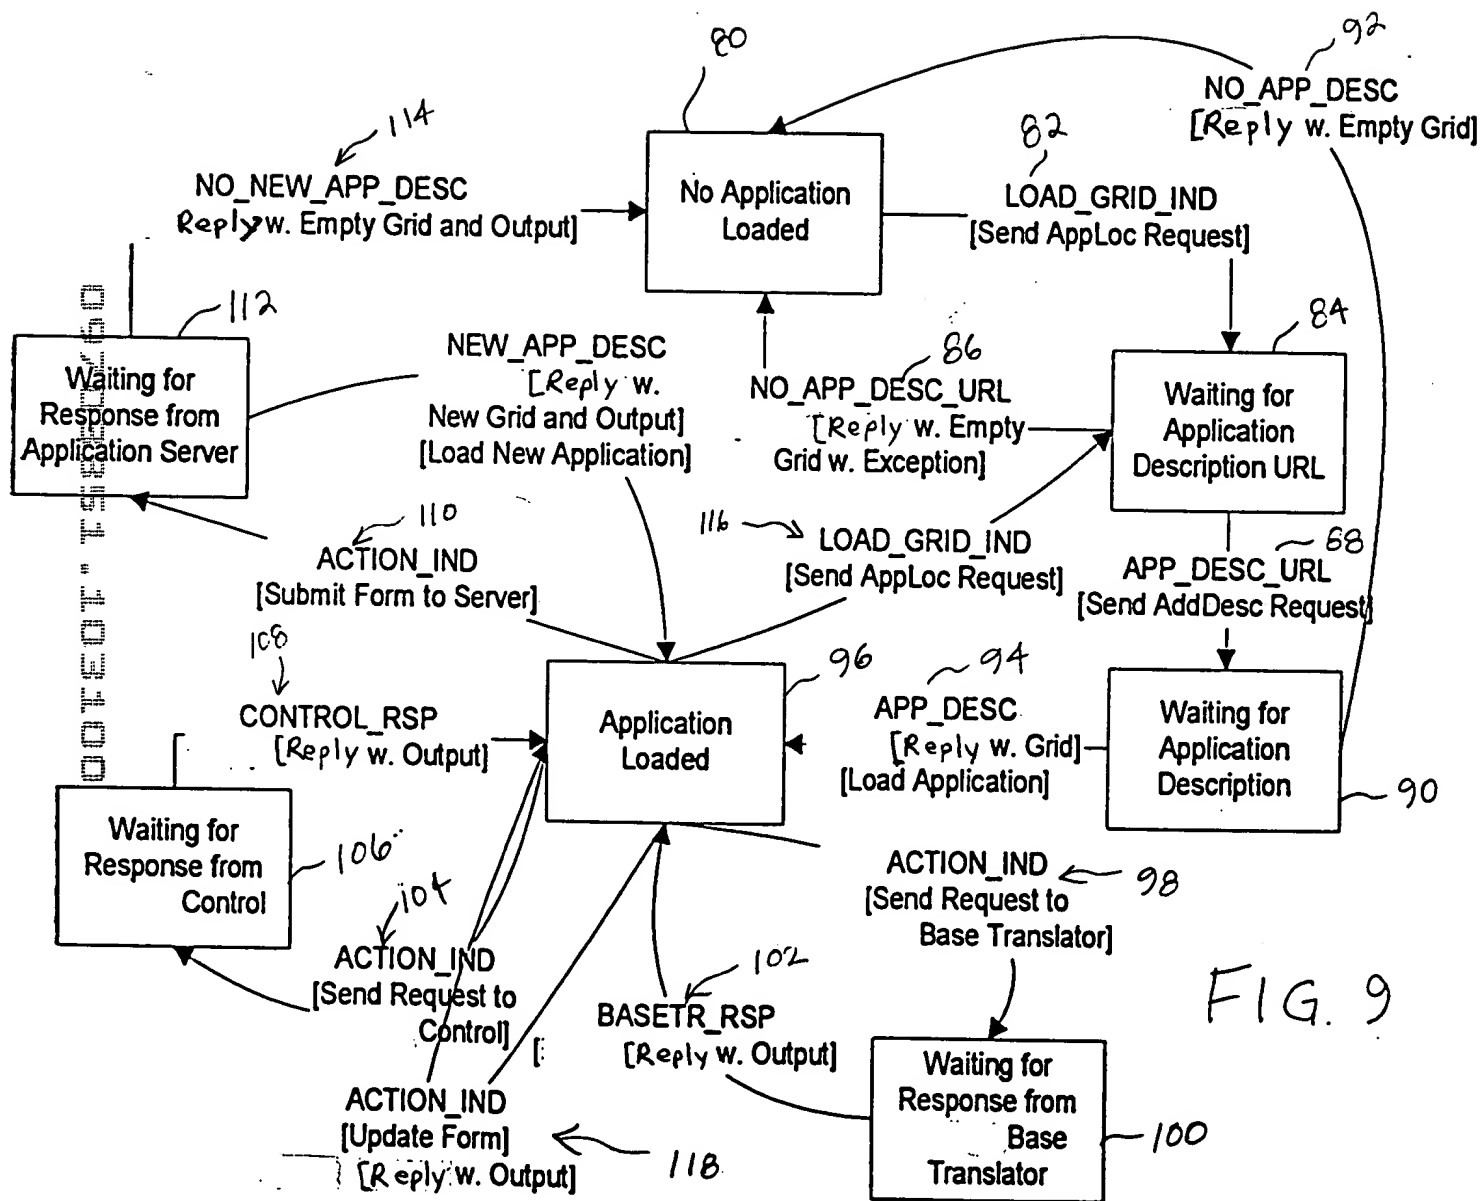 80
92
NO_APP_DESC
[Reply w. Empty Grid]
114
NO_NEW_APP_DESC
Reply w. Empty Grid and Output]
No Application
Loaded
82
LOAD_GRID_IND
[Send AppLoc Request]
112
Waiting for
Response from
Application Server
NEW_APP_DESC
[Reply w.
New Grid and Output]
[Load New Application]
86
NO_APP_DESC_URL
[Reply w. Empty
Grid w. Exception]
84
Waiting for
Application
Description URL
110
ACTION_IND
[Submit Form to Server]
116
LOAD_GRID_IND
[Send AppLoc Request]
68
APP_DESC_URL
[Send AddDesc Request]
108
CONTROL_RSP
[Reply w. Output]
96
Application
Loaded
94
APP_DESC
[Reply w. Grid]
[Load Application]
Waiting for
Application
Description
90
Waiting for
Response from
Control
106
104
ACTION_IND
[Send Request to
Control]
[
ACTION_IND
[Send Request to
Base Translator]
98
102
BASETR_RSP
[Reply w. Output]
FIG. 9
ACTION_IND
[Update Form]
[Reply w. Output]
118
Waiting for
Response from
Base
Translator
100